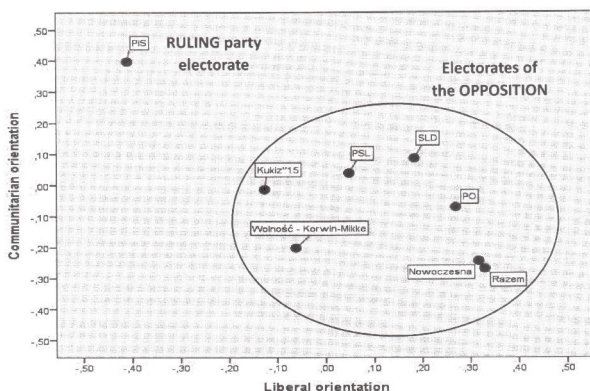 RULING party
electorate
Electorates of
the OPPOSITION
Communitarian orientation
,50
,40
,30
,20
,10
,00
-,10
-,20
-,30
-,40
-,50
PiS
SLD
PSL
Kukiz"15
PO
Wolność - Korwin-Mikke
Nowoczesna
Razem
-,50
-,40
-,30
-,20
-,10
,00
,10
,20
,30
,40
,50
Liberal orientation